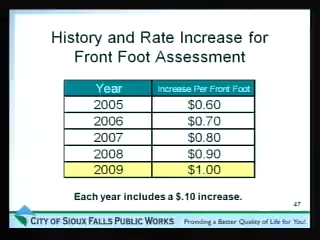 History and Rate Increase for
Front Foot Assessment
Year Increase Per Front Foot
2005 $0.60
2006 $0.70
2007 $0.80
2008 $0.90
2009 $1.00
Each year includes a $.10 increase.
47
CITY OF SIOUX FALLS PUBLIC WORKS Providing a Better Quality of Life for You!